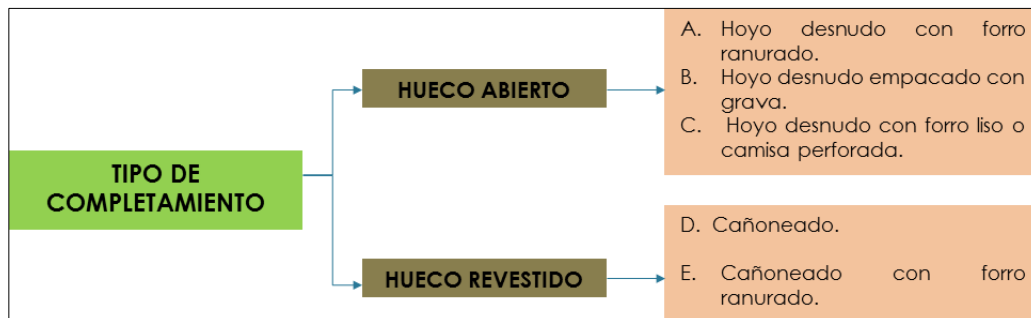 TIPO DE
COMPLETAMIENTO
HUECO ABIERTO
A. Hoyo desnudo con forro
ranurado.
B. Hoyo desnudo empacado con
grava.
C. Hoyo desnudo con forro liso o
camisa perforada.
HUECO REVESTIDO
D. Cañoneado.
E. Cañoneado con forro
ranurado.